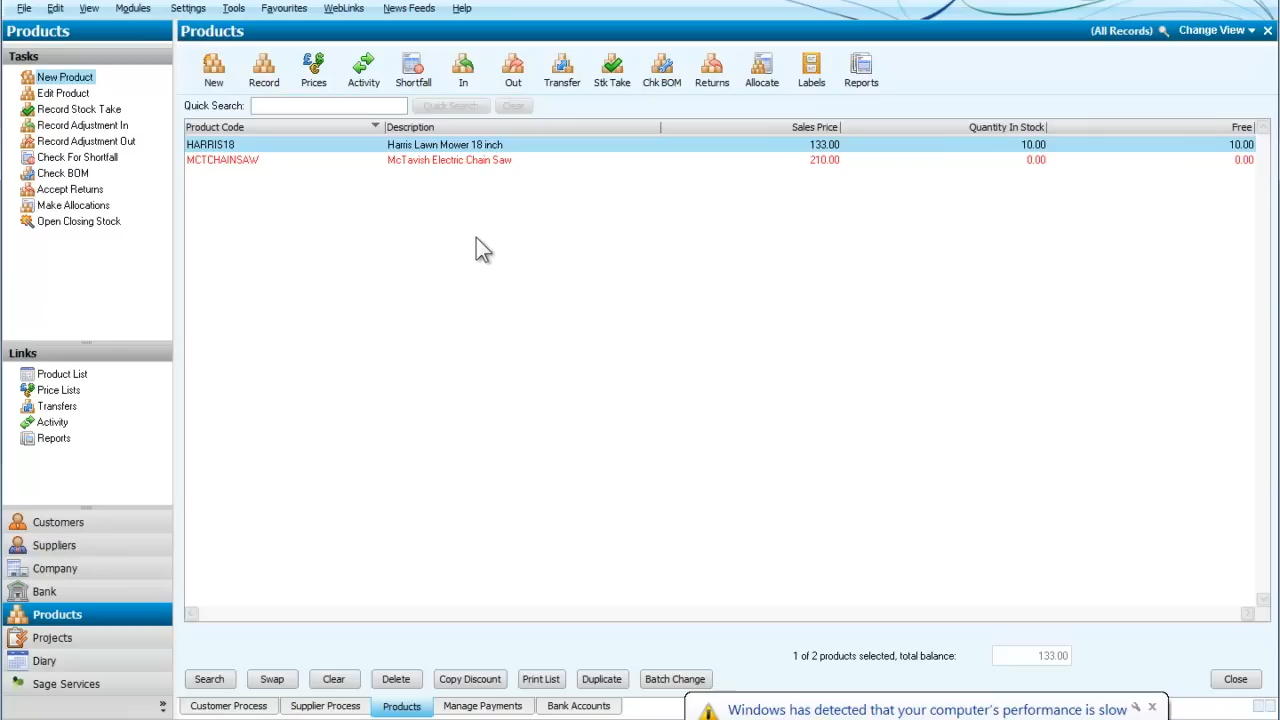 File Edit View Modules Settings Tools Favourites WebLinks News Feeds Help
Products
Products (All Records) Change View
Tasks
New Product
Edit Product
Record Stock Take
Record Adjustment In
Record Adjustment Out
Check For Shortfall
Check BOM
Accept Returns
Make Allocations
Open Closing Stock
Links
Product List
Price Lists
Transfers
Activity
Reports
Customers
Suppliers
Company
Bank
Products
Projects
Diary
Sage Services
New Record Prices Activity Shortfall In Out Transfer Stk Take Chk BOM Returns Allocate Labels Reports
Quick Search: Quick Search Clear
Product Code Description Sales Price Quantity In Stock Free
HARRIS18 Harris Lawn Mower 18 inch 133.00 10.00 10.00
MCTCHAINSAW McTavish Electric Chain Saw 210.00 0.00 0.00
1 of 2 products selected, total balance: 133.00
Search Swap Clear Delete Copy Discount Print List Duplicate Batch Change Close
Customer Process Supplier Process Products Manage Payments Bank Accounts
Windows has detected that your computer's performance is slow